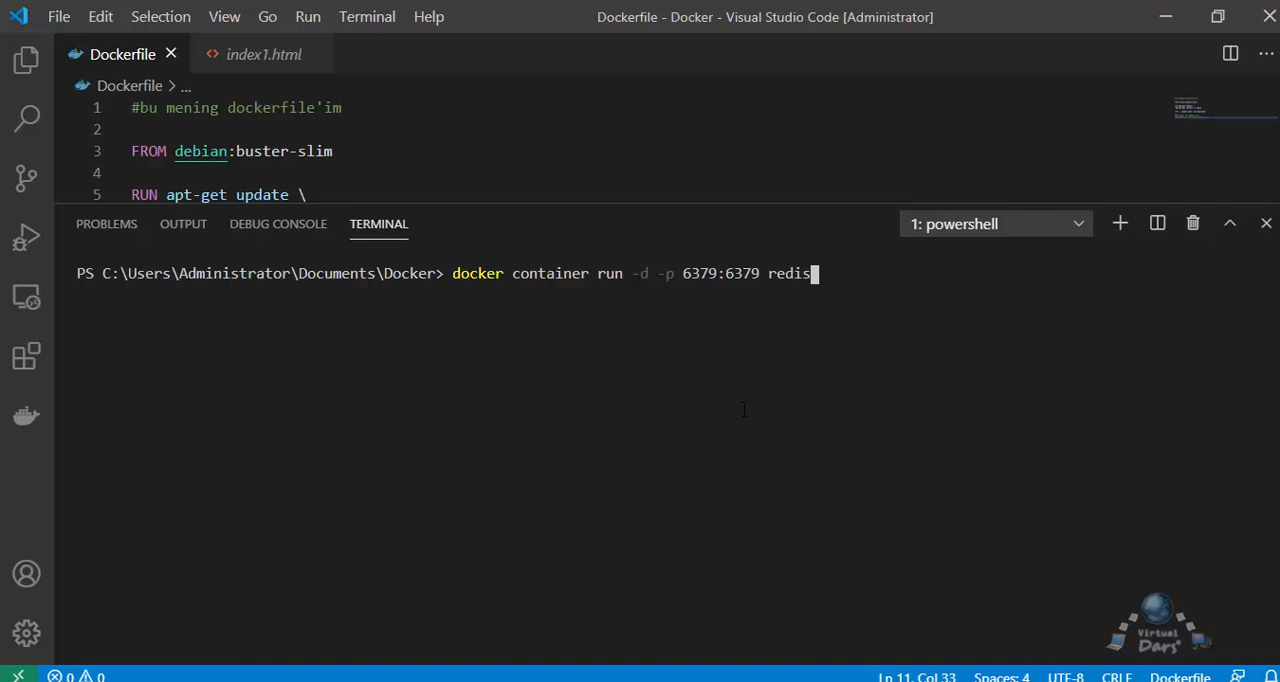 File Edit Selection View Go Run Terminal Help Dockerfile - Docker - Visual Studio Code [Administrator]
Dockerfile index1.html
Dockerfile > ...
1 #bu mening dockerfile'im
2
3 FROM debian:buster-slim
4
5 RUN apt-get update \
PROBLEMS OUTPUT DEBUG CONSOLE TERMINAL 1: powershell
PS C:\Users\Administrator\Documents\Docker> docker container run -d -p 6379:6379 redis
Virtual
Dars
0 0 Ln 11, Col 33 Spaces: 4 UTF-8 CRLF Dockerfile